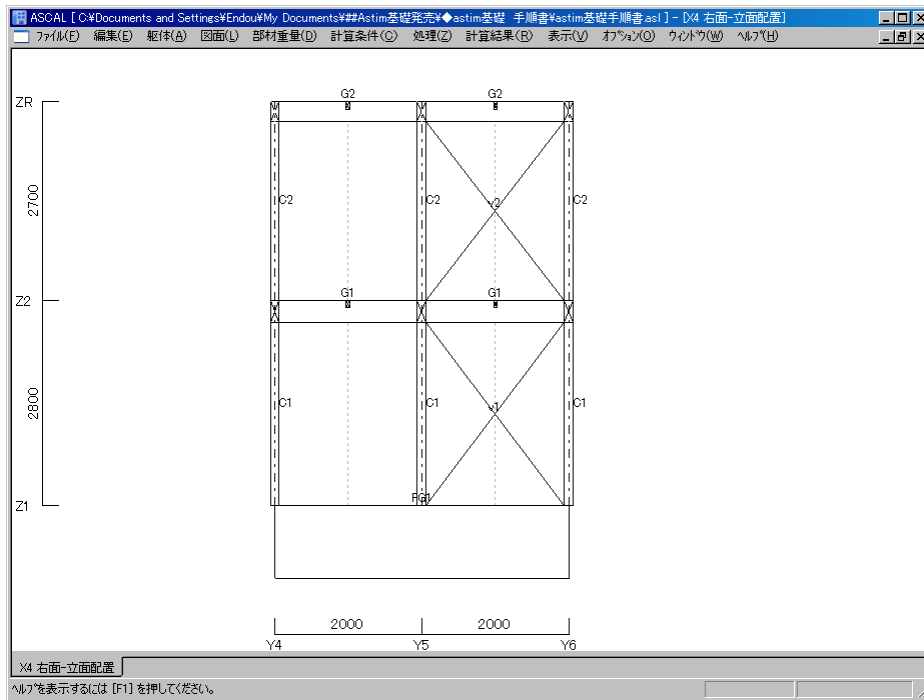 ASCAL [ C:¥Documents and Settings¥Endou¥My Documents¥##Astim基礎発売¥◆astim基礎 手順書¥astim基礎手順書.asl ] - [X4 右面-立面配置]
ファイル(F) 編集(E) 躯体(A) 図面(L) 部材重量(D) 計算条件(C) 処理(Z) 計算結果(R) 表示(V) オプション(O) ウィンドウ(W) ヘルプ(H)
G2 G2
ZR
2700
C2 C2 v2 C2
Z2
G1 G1
2800
C1 C1 v1 C1
Z1
FG1
2000 2000
Y4 Y5 Y6
X4 右面-立面配置
ヘルプを表示するには [F1] を押してください。